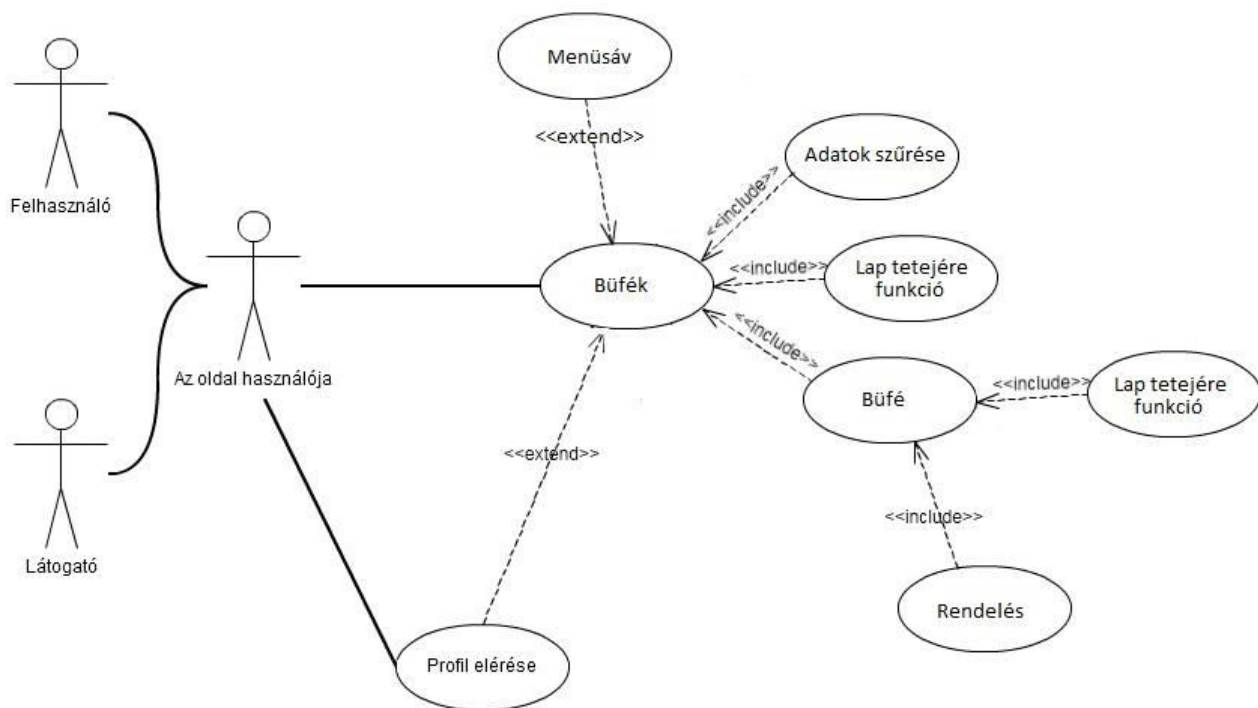 Menüsáv
<<extend>>
Adatok szűrése
Felhasználó
<<include>>
<<include>>
Lap tetejére
funkció
Büfék
<<include>>
Az oldal használója
Büfé
<<include>>
Lap tetejére
funkció
<<extend>>
<<include>>
Látogató
Rendelés
Profil elérése